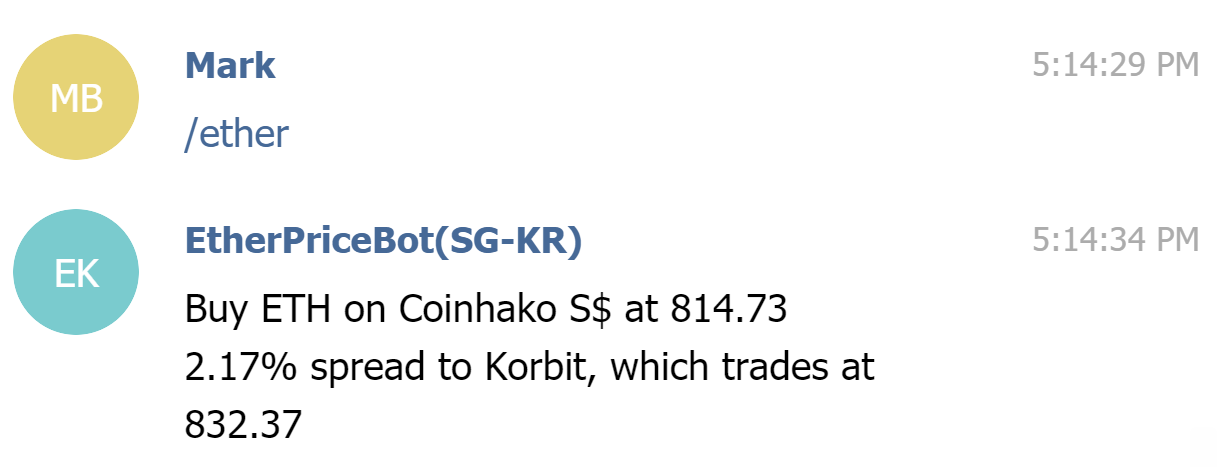 MB
Mark
5:14:29 PM
/ether
EK
EtherPriceBot(SG-KR)
5:14:34 PM
Buy ETH on Coinhako S$ at 814.73
2.17% spread to Korbit, which trades at
832.37